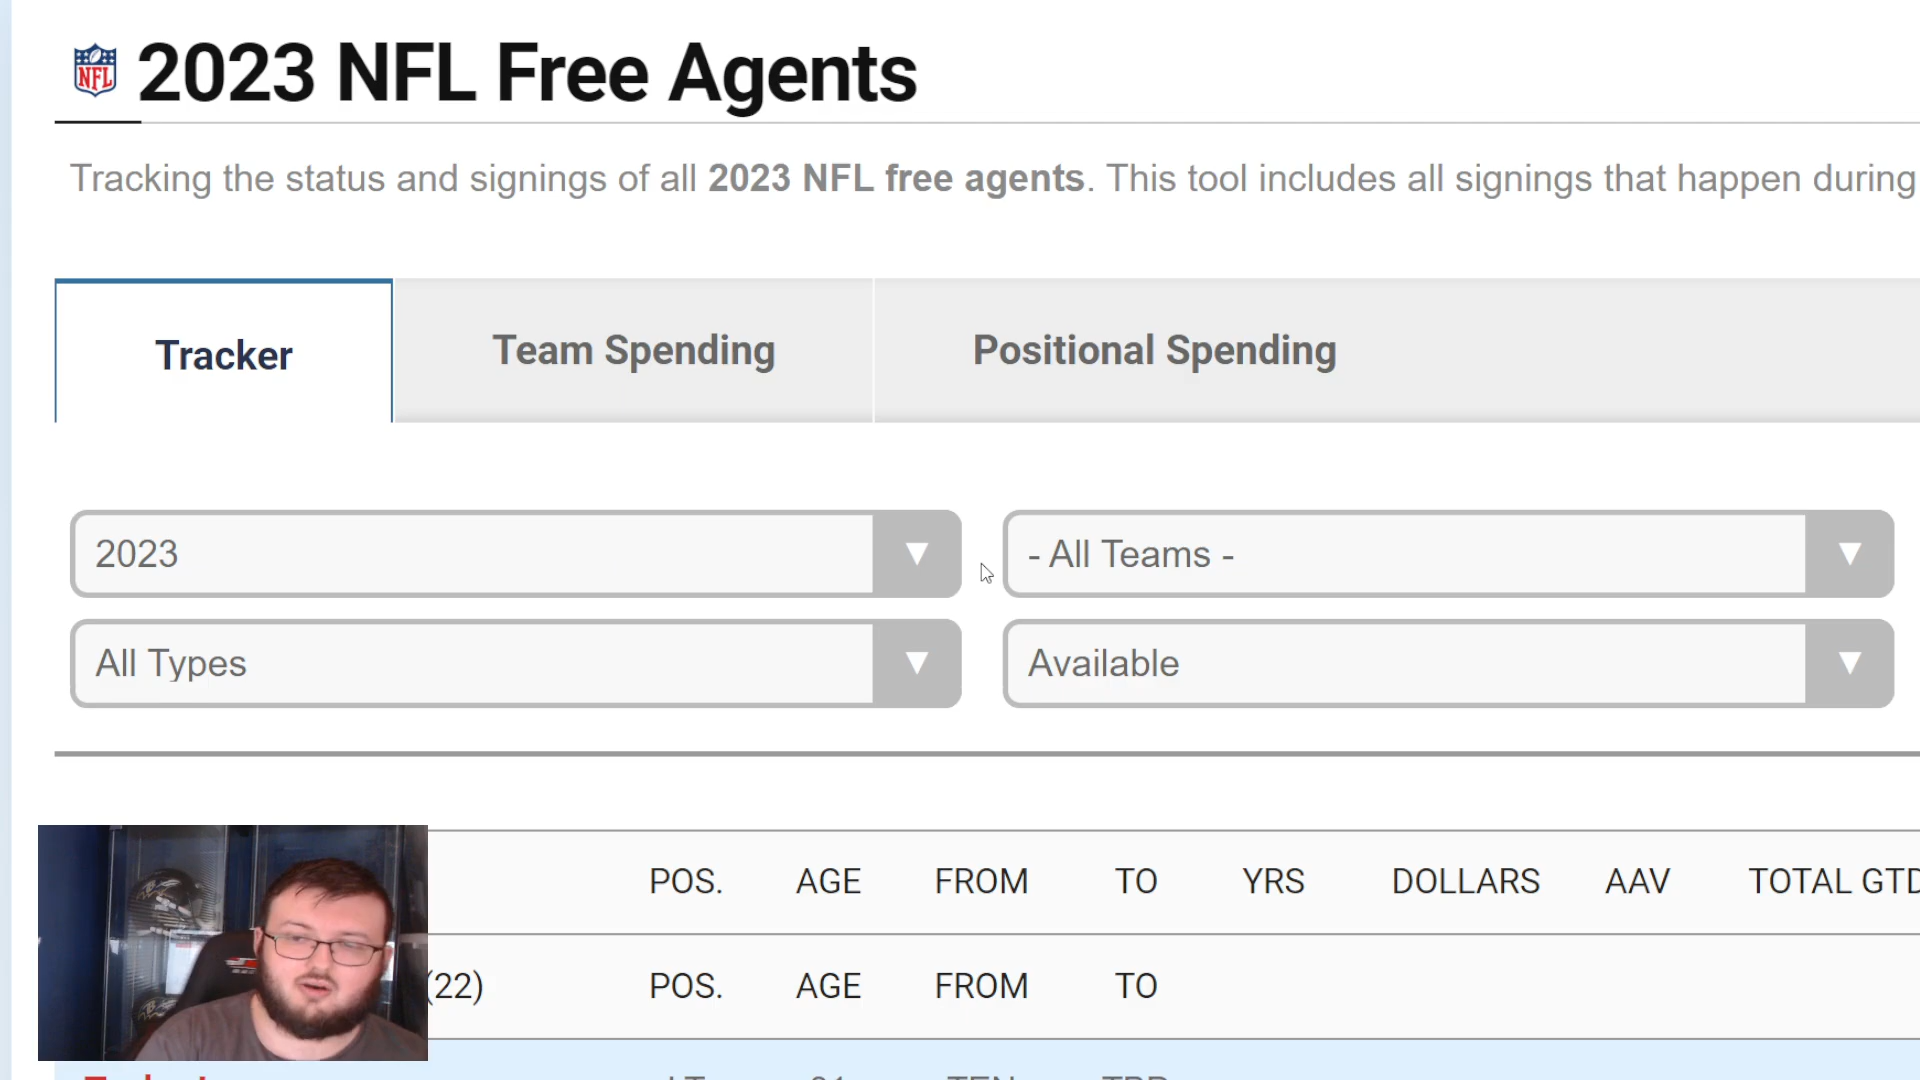 NFL
2023 NFL Free Agents
Tracking the status and signings of all 2023 NFL free agents. This tool includes all signings that happen during
Tracker
Team Spending
Positional Spending
2023
- All Teams -
All Types
Available
POS. AGE FROM TO YRS DOLLARS AAV TOTAL GTD
(22) POS. AGE FROM TO